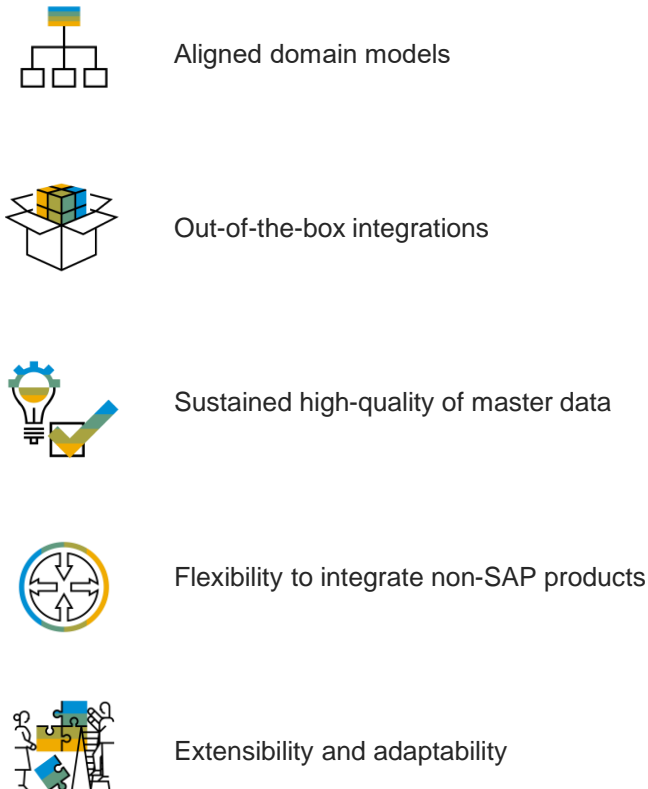 Aligned domain models
Out-of-the-box integrations
Sustained high-quality of master data
Flexibility to integrate non-SAP products
Extensibility and adaptability